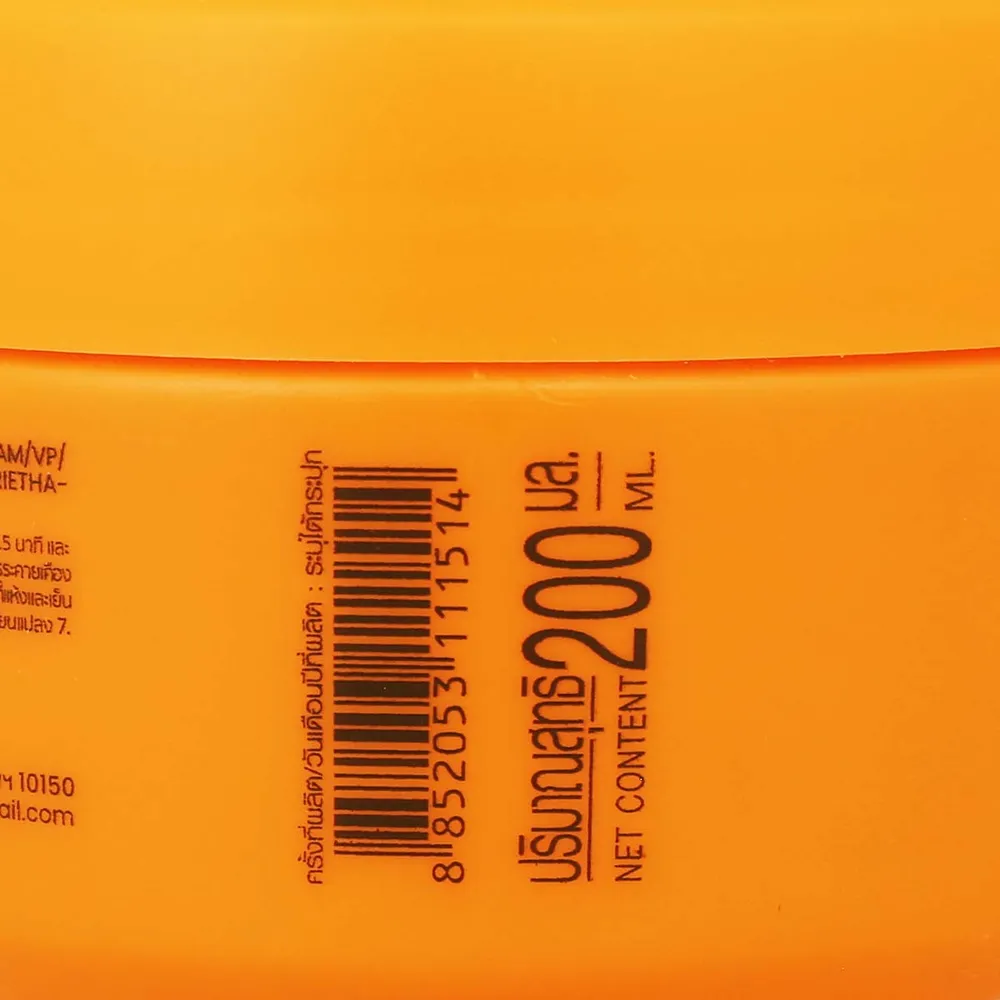 AM/VP/
RIETHA-
.5 นาที และ
ระคายเคือง
ที่แห้งและเย็น
ยนแปลง 7.
ฯ 10150
ail.com
ครั้งที่ผลิต/วันเดือนปีที่ผลิต : ระบุใต้กระปุก
8 852053 111514
ปริมาณสุทธิ 200 มล.
NET CONTENT ML.